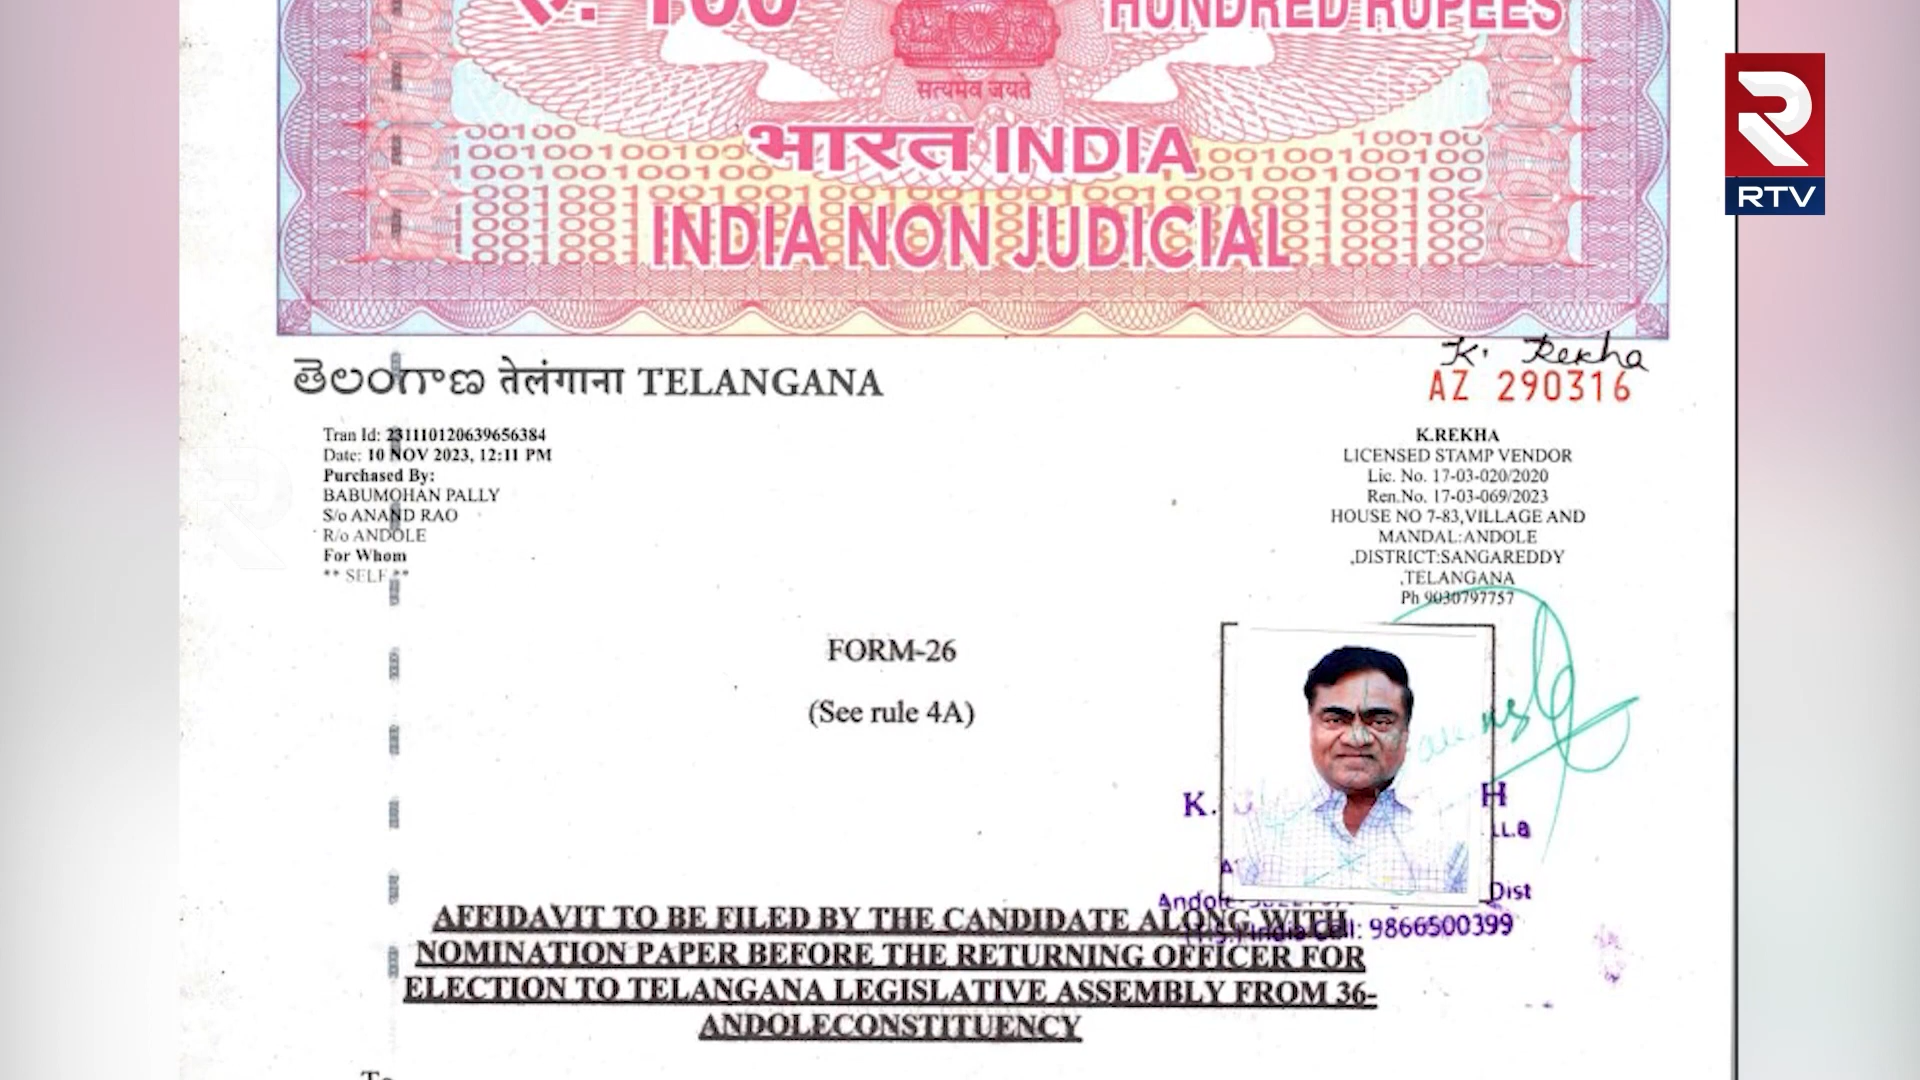 रु. 100
HUNDRED RUPEES
सत्यमेव जयते
भारत INDIA
INDIA NON JUDICIAL
RTV
తెలంగాణ तेलंगाना TELANGANA
K. Rekha
AZ 290316
Tran Id: 231110120639656384
Date: 10 NOV 2023, 12:11 PM
Purchased By:
BABUMOHAN PALLY
S/o ANAND RAO
R/o ANDOLE
For Whom
** SELF **
K.REKHA
LICENSED STAMP VENDOR
Lic. No. 17-03-020/2020
Ren.No. 17-03-069/2023
HOUSE NO 7-83,VILLAGE AND
MANDAL:ANDOLE
,DISTRICT:SANGAREDDY
,TELANGANA
Ph 9030797757
FORM-26
(See rule 4A)
K.
H
Andole
Dist
India Cell: 9866500399
AFFIDAVIT TO BE FILED BY THE CANDIDATE ALONG WITH
NOMINATION PAPER BEFORE THE RETURNING OFFICER FOR
ELECTION TO TELANGANA LEGISLATIVE ASSEMBLY FROM 36-
ANDOLECONSTITUENCY
To